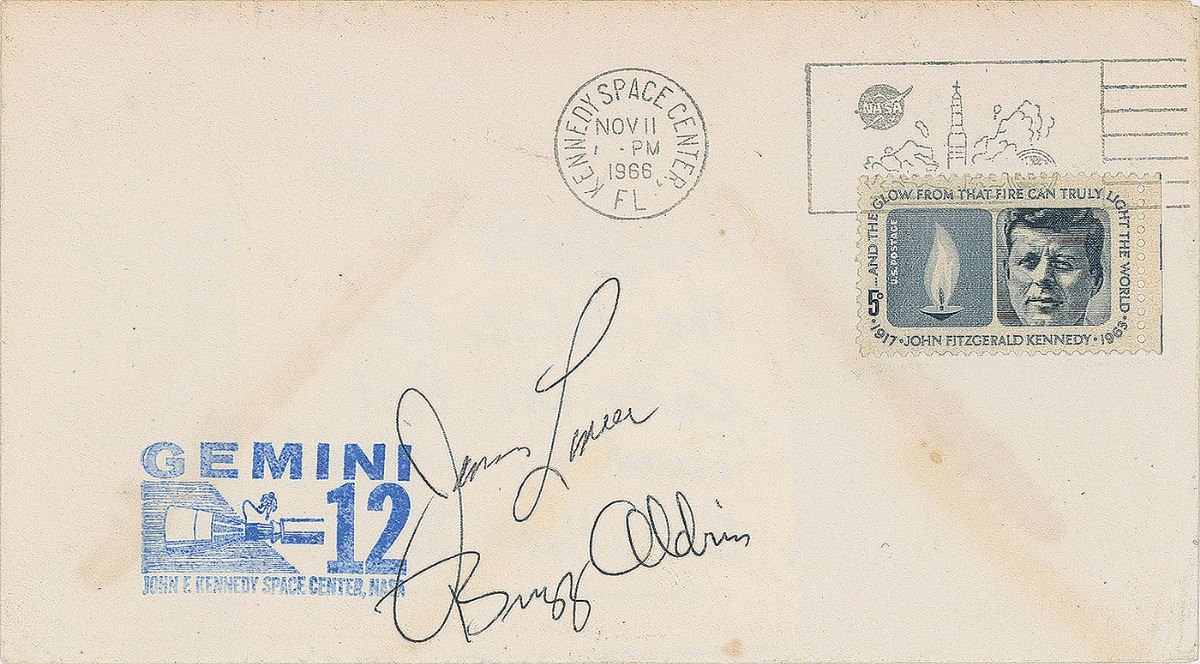 KENNEDY SPACE CENTER, FL
NOV 11
PM
1966
NASA
...AND THE GLOW FROM THAT FIRE CAN TRULY LIGHT THE WORLD
U.S. POSTAGE
5¢
1917 • JOHN FITZGERALD KENNEDY • 1963
James Lovell
Buzz Aldrin
GEMINI
12
JOHN F. KENNEDY SPACE CENTER, NASA